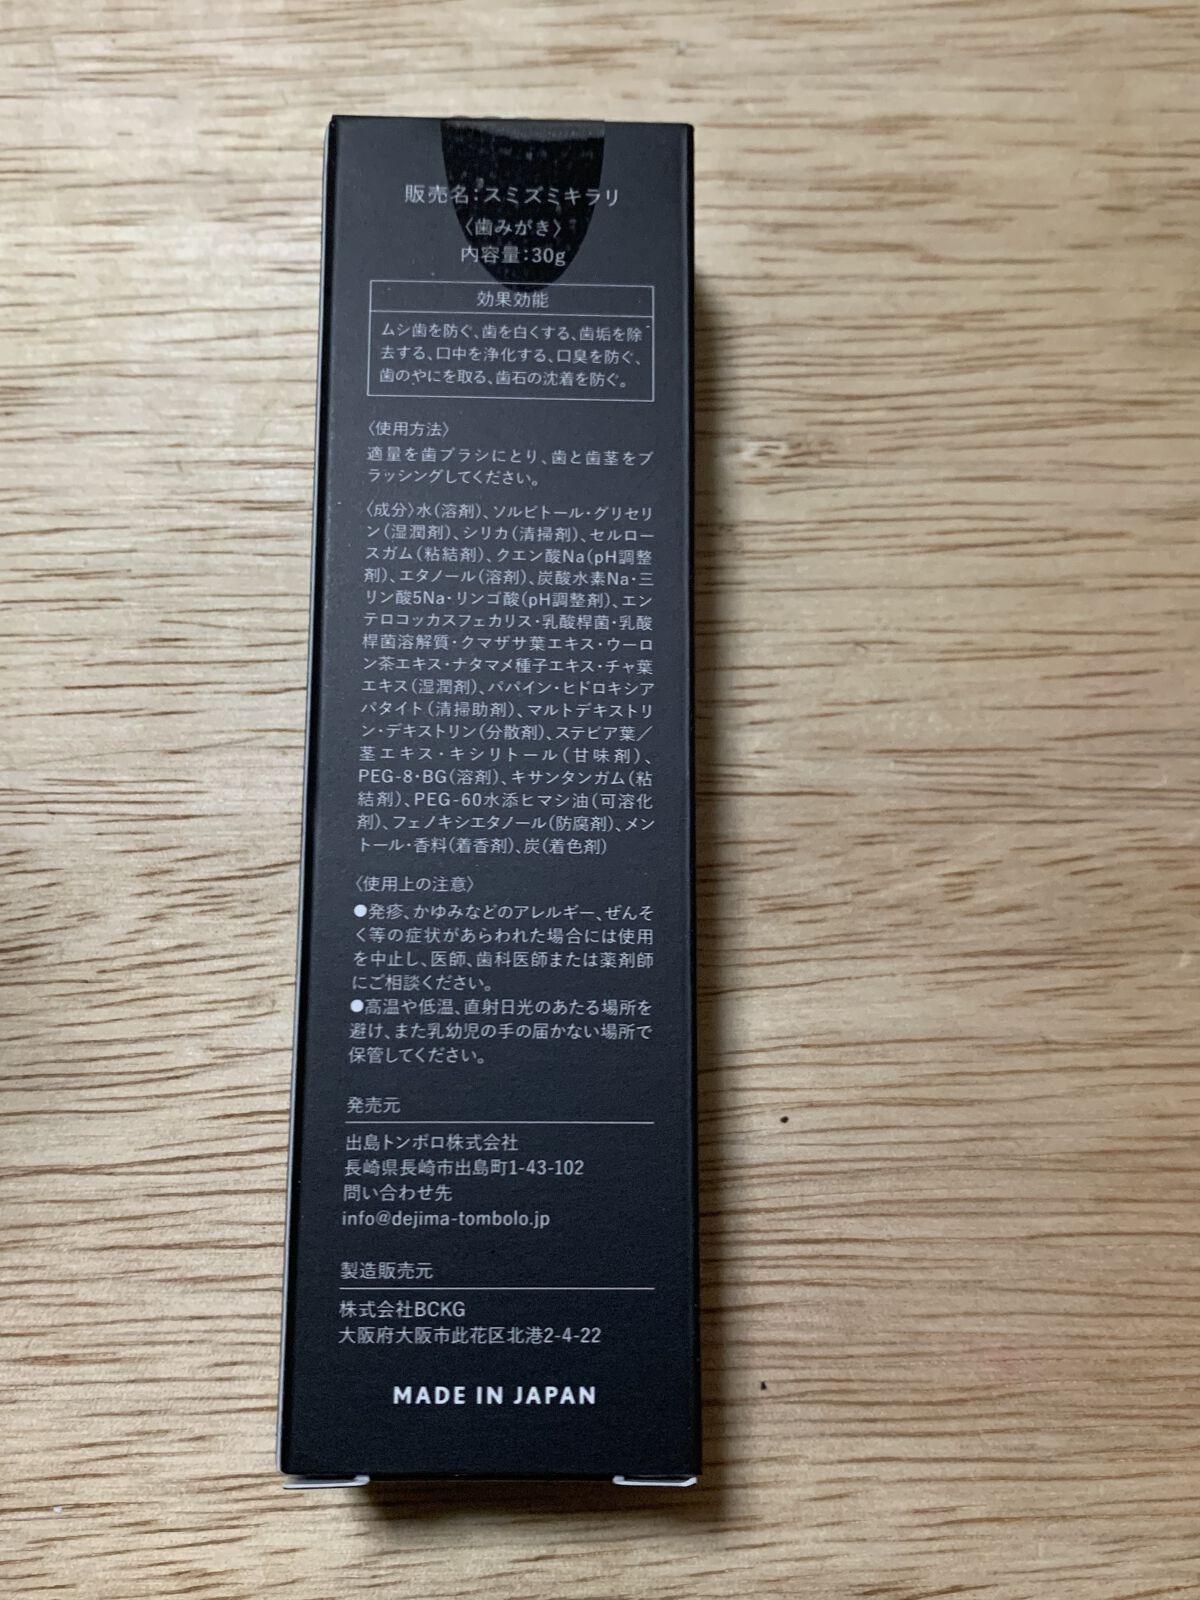 販売名:スミズミキラリ
〈歯みがき〉
内容量:30g
効果効能
ムシ歯を防ぐ、歯を白くする、歯垢を除
去する、口中を浄化する、口臭を防ぐ、
歯のやにを取る、歯石の沈着を防ぐ。
〈使用方法〉
適量を歯ブラシにとり、歯と歯茎をブ
ラッシングしてください。
〈成分〉水(溶剤)、ソルビトール・グリセリ
ン(湿潤剤)、シリカ(清掃剤)、セルロー
スガム(粘結剤)、クエン酸Na(pH調整
剤)、エタノール(溶剤)、炭酸水素Na・三
リン酸5Na・リンゴ酸(pH調整剤)、エン
テロコッカスフェカリス・乳酸桿菌・乳酸
桿菌溶解質・クマザサ葉エキス・ウーロ
ン茶エキス・ナタマメ種子エキス・チャ葉
エキス(湿潤剤)、パパイン・ヒドロキシア
パタイト(清掃助剤)、マルトデキストリ
ン・デキストリン(分散剤)、ステビア葉/
茎エキス・キシリトール(甘味剤)、
PEG-8・BG(溶剤)、キサンタンガム(粘
結剤)、PEG-60水添ヒマシ油(可溶化
剤)、フェノキシエタノール(防腐剤)、メン
トール・香料(着香剤)、炭(着色剤)
〈使用上の注意〉
●発疹、かゆみなどのアレルギー、ぜんそ
く等の症状があらわれた場合には使用
を中止し、医師、歯科医師または薬剤師
にご相談ください。
●高温や低温、直射日光のあたる場所を
避け、また乳幼児の手の届かない場所で
保管してください。
発売元
出島トンボロ株式会社
長崎県長崎市出島町1-43-102
問い合わせ先
info@dejima-tombolo.jp
製造販売元
株式会社BCKG
大阪府大阪市此花区北港2-4-22
MADE IN JAPAN